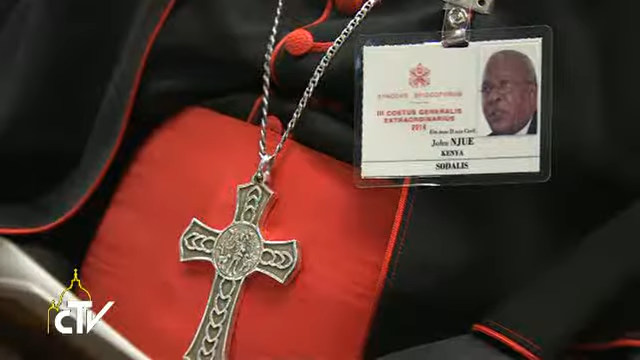 SYNODUS EPISCOPORUM
III COETUS GENERALIS
EXTRAORDINARIUS
2014
John NJUE
KENYA
SODALIS
CTV